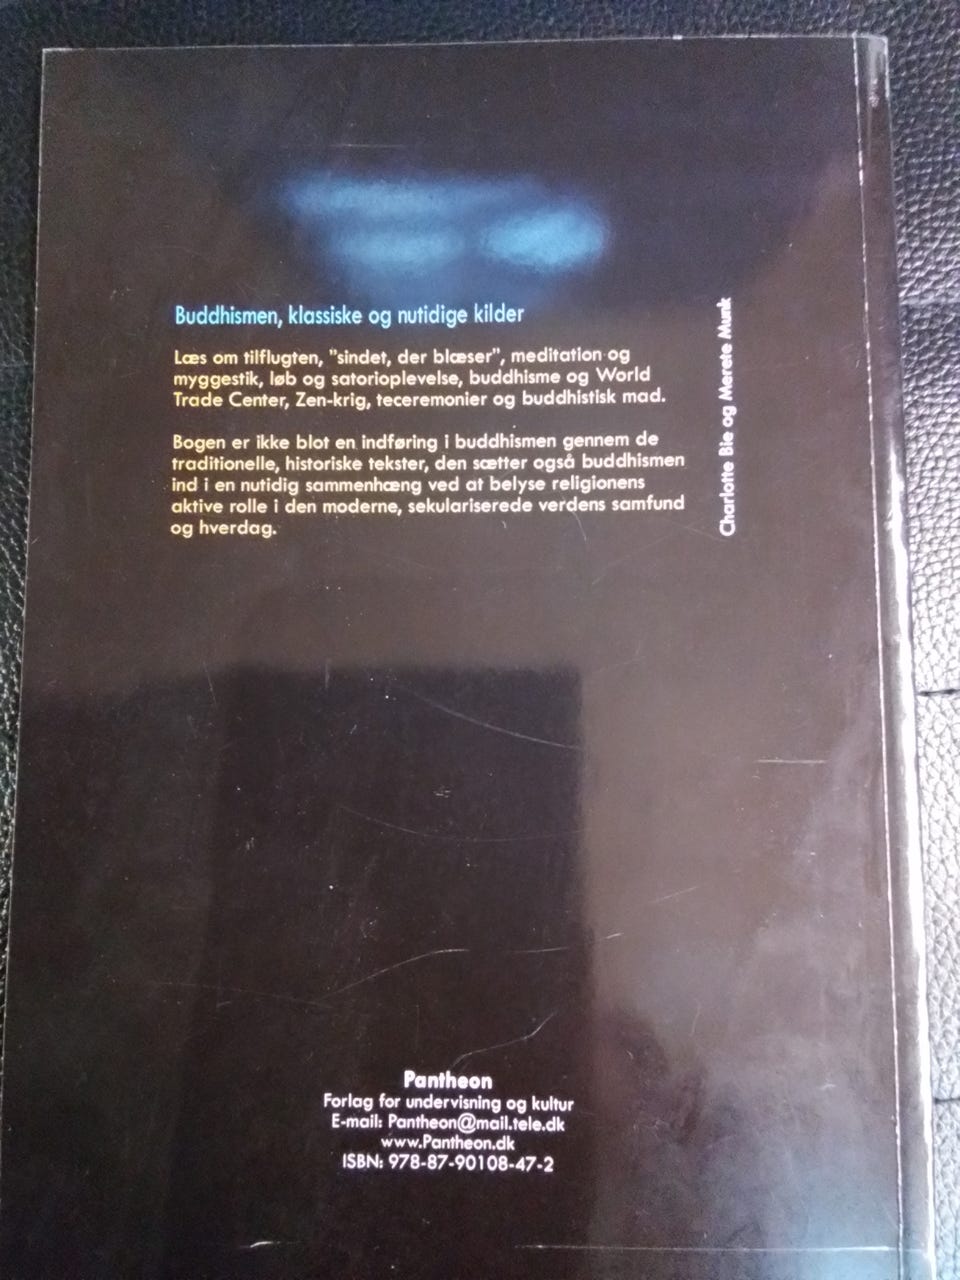 Buddhismen, klassiske og nutidige kilder
Læs om tilflugten, "sindet, der blæser", meditation og
myggestik, løb og satorioplevelse, buddhisme og World
Trade Center, Zen-krig, teceremonier og buddhistisk mad.
Bogen er ikke blot en indføring i buddhismen gennem de
traditionelle, historiske tekster, den sætter også buddhismen
ind i en nutidig sammenhæng ved at belyse religionens
aktive rolle i den moderne, sekulariserede verdens samfund
og hverdag.
Charlotte Bie og Merete Munk
Pantheon
Forlag for undervisning og kultur
E-mail: Pantheon@mail.tele.dk
www.Pantheon.dk
ISBN: 978-87-90108-47-2